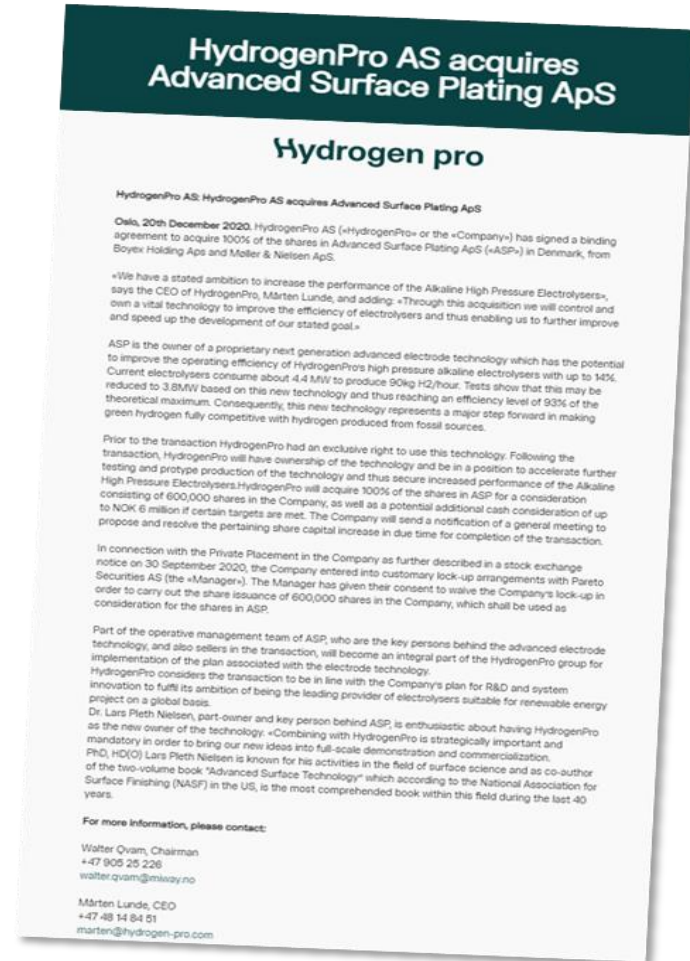 HydrogenPro AS acquires
Advanced Surface Plating ApS
Hydrogen pro
HydrogenPro AS: HydrogenPro AS acquires Advanced Surface Plating ApS
Oslo, 20th December 2020. HydrogenPro AS («HydrogenPro» or the «Company») has signed a binding
agreement to acquire 100% of the shares in Advanced Surface Plating ApS («ASP») in Denmark, from
Boyex Holding Aps and Møller & Nielsen ApS.
«We have a stated ambition to increase the performance of the Alkaline High Pressure Electrolysers»,
says the CEO of HydrogenPro, Mårten Lunde, and adding: «Through this acquisition we will control and
own a vital technology to improve the efficiency of electrolysers and thus enabling us to further improve
and speed up the development of our stated goal.»
ASP is the owner of a proprietary next generation advanced electrode technology which has the potential
to improve the operating efficiency of HydrogenPro's high pressure alkaline electrolysers with up to 14%.
Current electrolysers consume about 4.4 MW to produce 90kg H2/hour. Tests show that this may be
reduced to 3.8MW based on this new technology and thus reaching an efficiency level of 93% of the
theoretical maximum. Consequently, this new technology represents a major step forward in making
green hydrogen fully competitive with hydrogen produced from fossil sources.
Prior to the transaction HydrogenPro had an exclusive right to use this technology. Following the
transaction, HydrogenPro will have ownership of the technology and be in a position to accelerate further
testing and protype production of the technology and thus secure increased performance of the Alkaline
High Pressure Electrolysers.HydrogenPro will acquire 100% of the shares in ASP for a consideration
consisting of 600,000 shares in the Company, as well as a potential additional cash consideration of up
to NOK 6 million if certain targets are met. The Company will send a notification of a general meeting to
propose and resolve the pertaining share capital increase in due time for completion of the transaction.
In connection with the Private Placement in the Company as further described in a stock exchange
notice on 30 September 2020, the Company entered into customary lock-up arrangements with Pareto
Securities AS (the «Manager»). The Manager has given their consent to waive the Company's lock-up in
order to carry out the share issuance of 600,000 shares in the Company, which shall be used as
consideration for the shares in ASP.
Part of the operative management team of ASP, who are the key persons behind the advanced electrode
technology, and also sellers in the transaction, will become an integral part of the HydrogenPro group for
implementation of the plan associated with the electrode technology.
HydrogenPro considers the transaction to be in line with the Company's plan for R&D and system
innovation to fulfil its ambition of being the leading provider of electrolysers suitable for renewable energy
project on a global basis.
Dr. Lars Pleth Nielsen, part-owner and key person behind ASP, is enthusiastic about having HydrogenPro
as the new owner of the technology. «Combining with HydrogenPro is strategically important and
mandatory in order to bring our new ideas into full-scale demonstration and commercialization.
PhD, HD(O) Lars Pleth Nielsen is known for his activities in the field of surface science and as co-author
of the two-volume book "Advanced Surface Technology" which according to the National Association for
Surface Finishing (NASF) in the US, is the most comprehended book within this field during the last 40
years.
For more information, please contact:
Walter Qvam, Chairman
+47 905 25 226
walter.qvam@miway.no
Mårten Lunde, CEO
+47 48 14 84 51
marten@hydrogen-pro.com